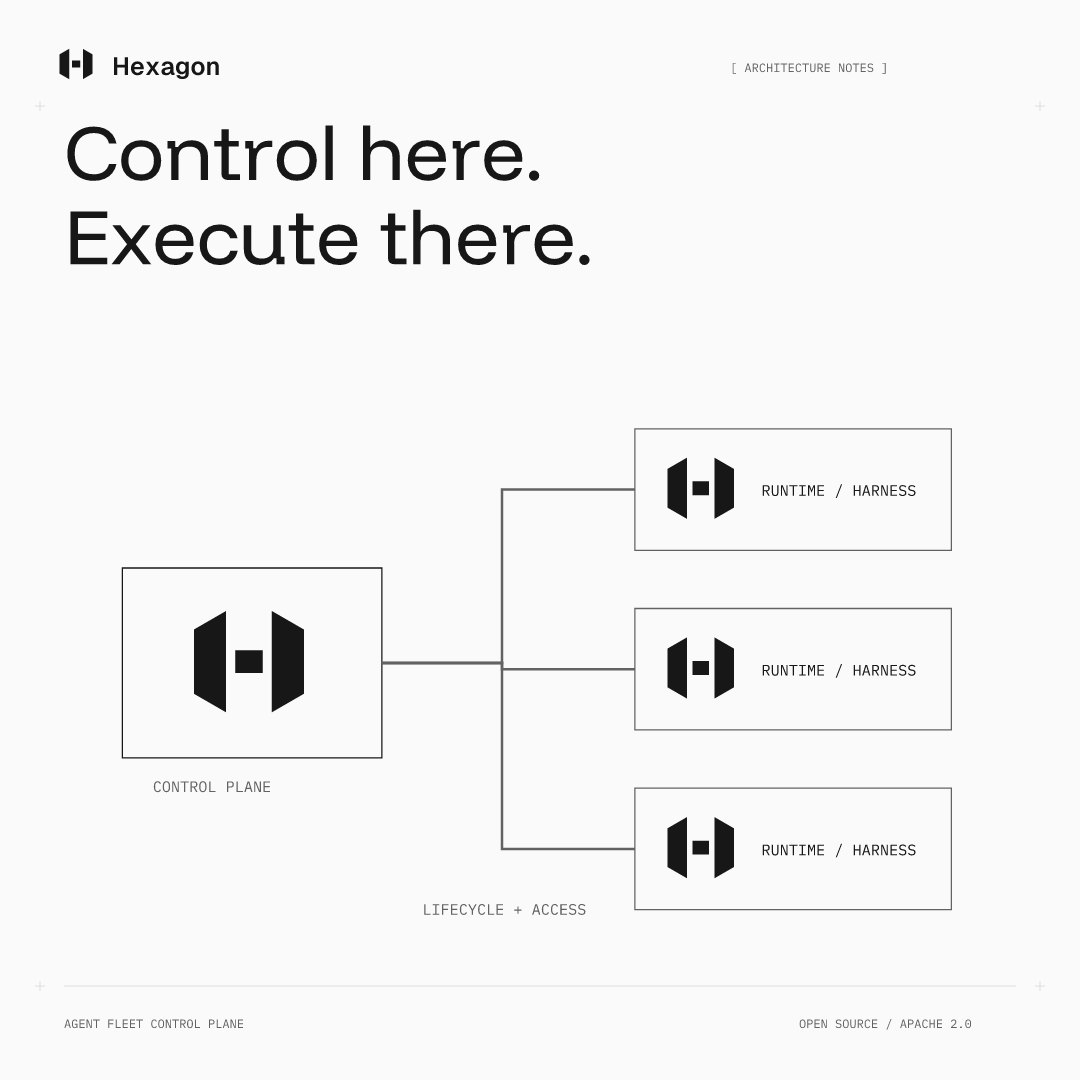 Hexagon
[ ARCHITECTURE NOTES ]
Control here.
Execute there.
RUNTIME / HARNESS
RUNTIME / HARNESS
CONTROL PLANE
RUNTIME / HARNESS
LIFECYCLE + ACCESS
AGENT FLEET CONTROL PLANE
OPEN SOURCE / APACHE 2.0